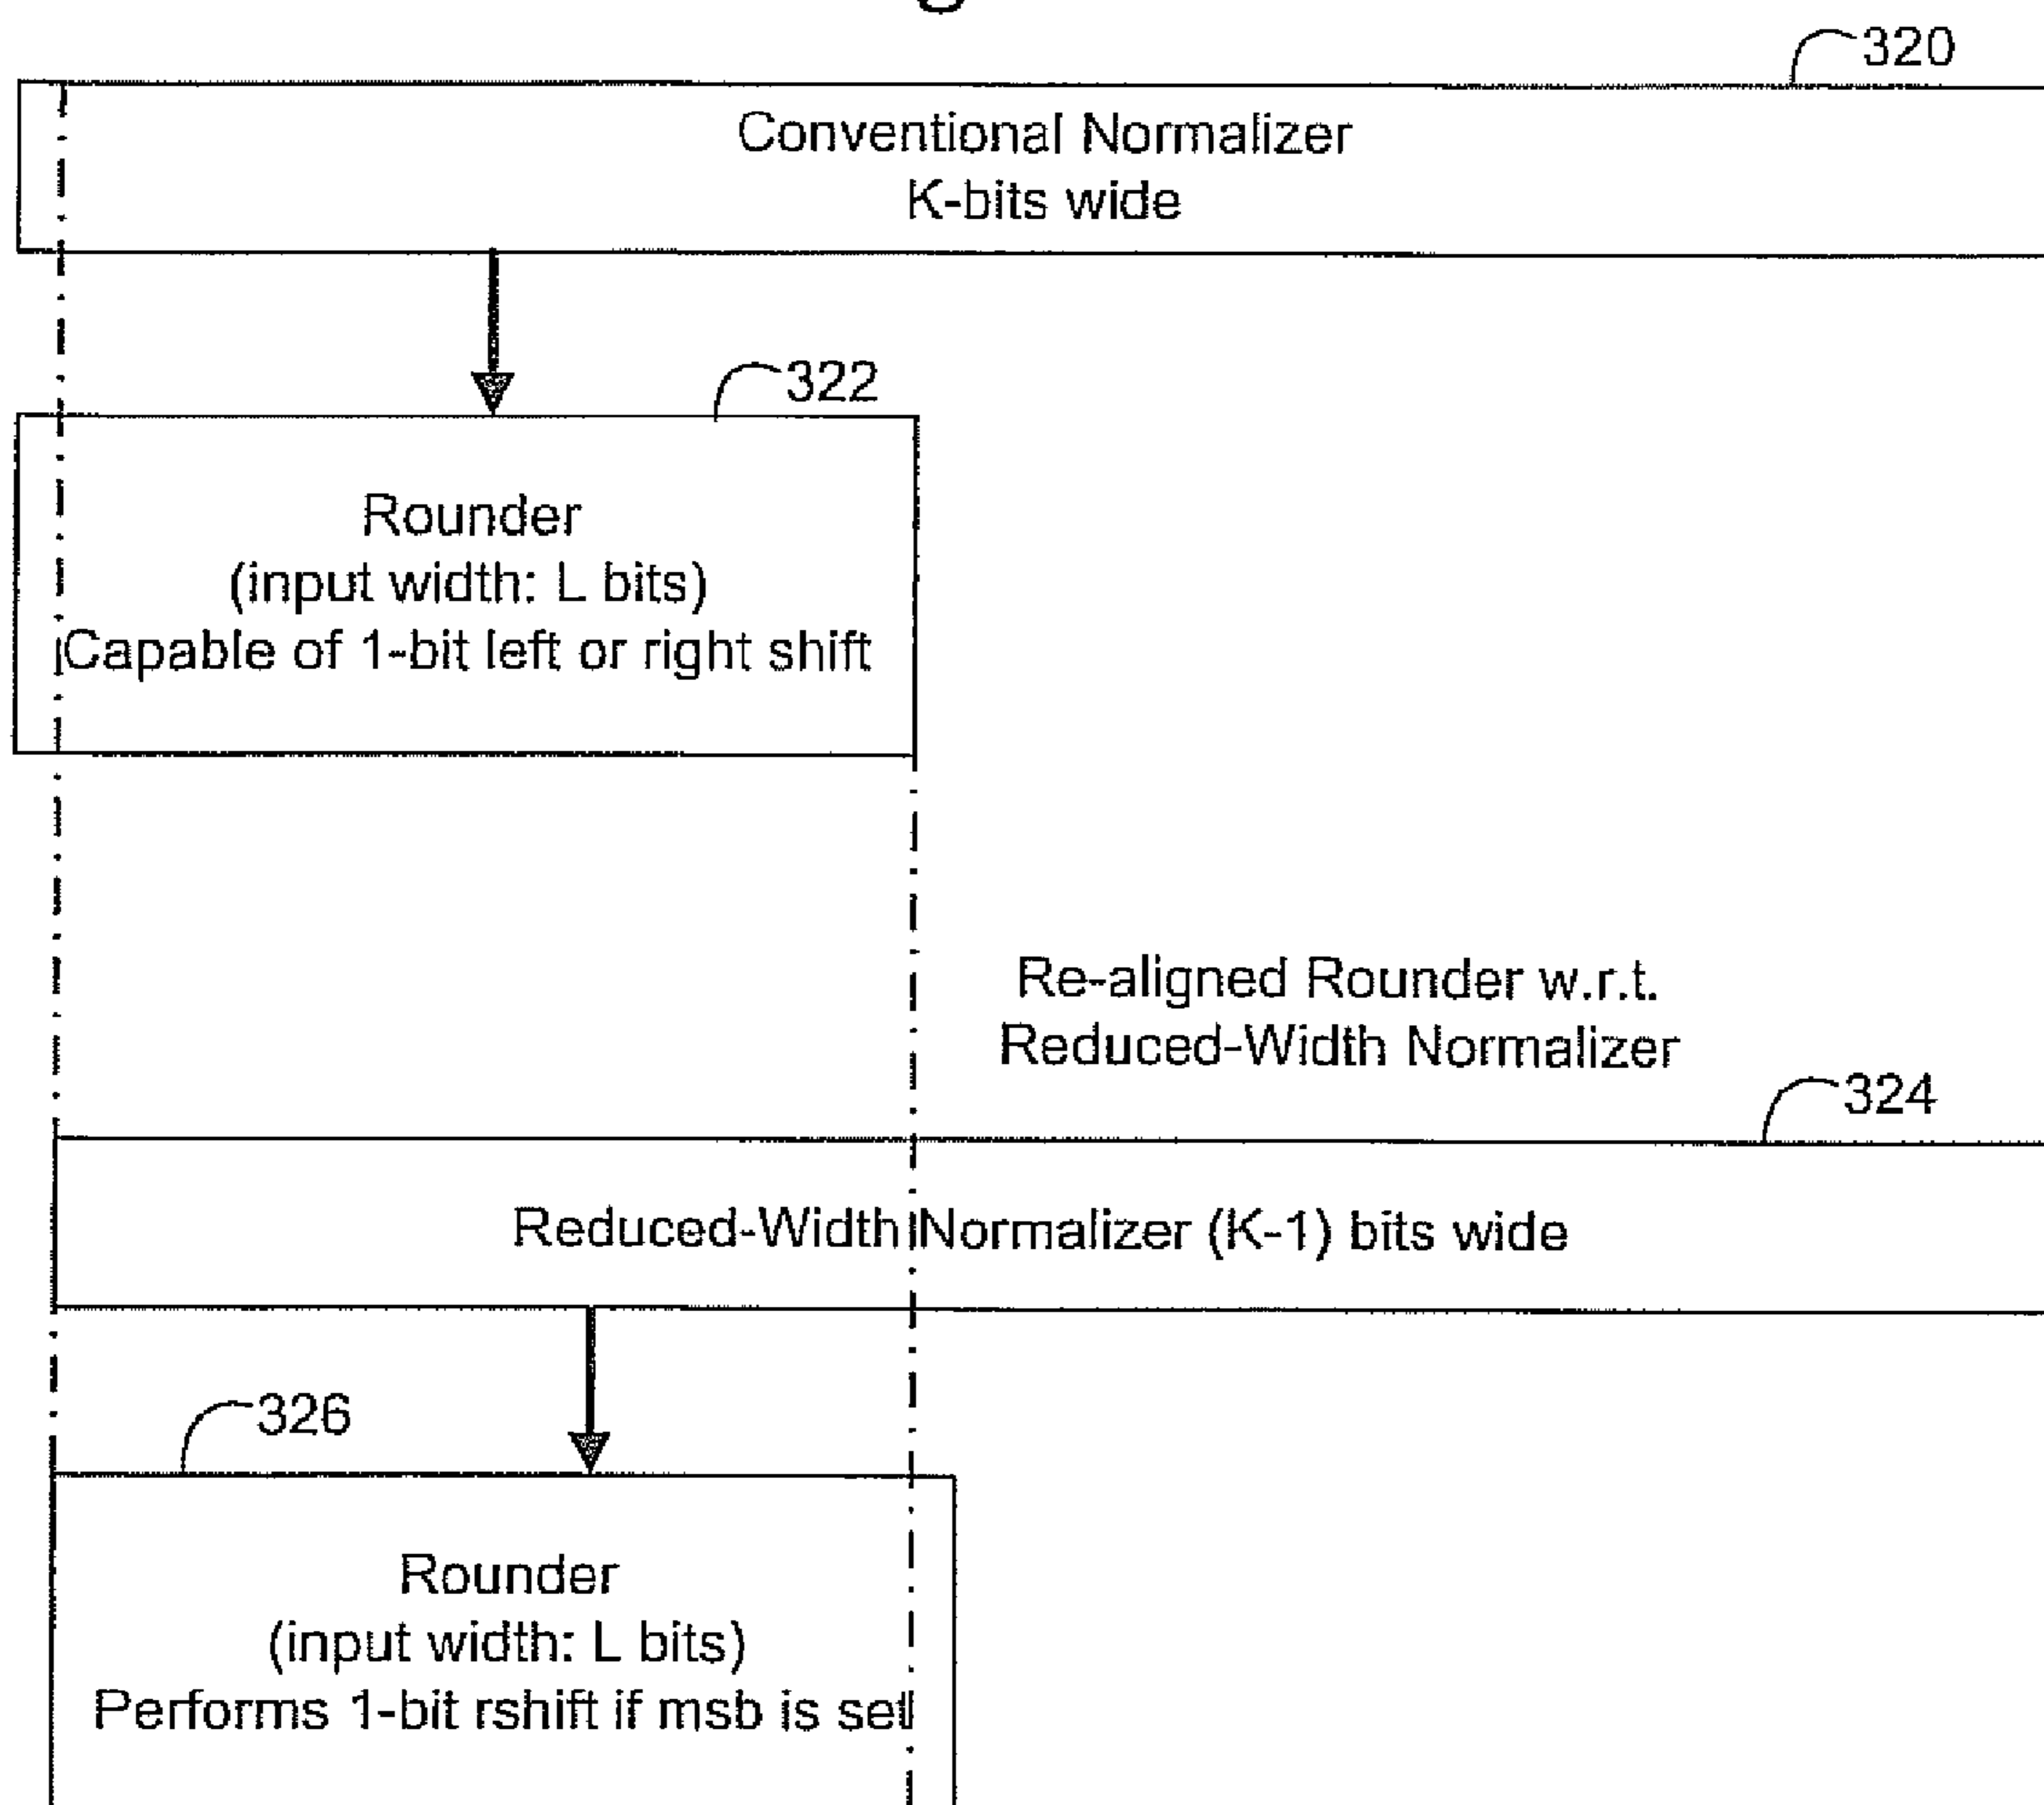 320
Conventional Normalizer
K-bits wide
322
Rounder
(input width: L bits)
Capable of 1-bit left or right shift
Re-aligned Rounder w.r.t.
Reduced-Width Normalizer
324
Reduced-Width Normalizer (K-1) bits wide
326
Rounder
(input width: L bits)
Performs 1-bit rshift if msb is set